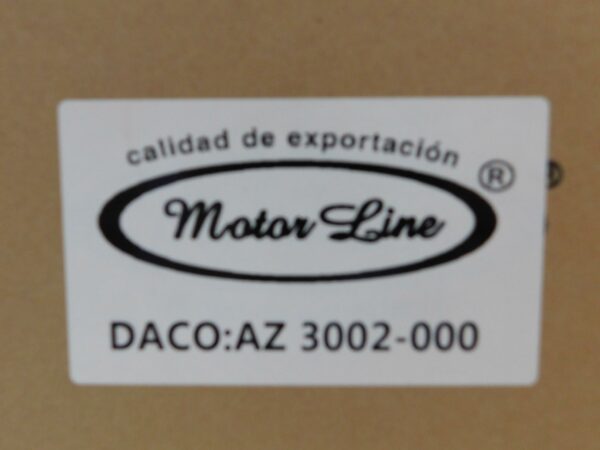 calidad de exportación
Motor Line ®
DACO:AZ 3002-000